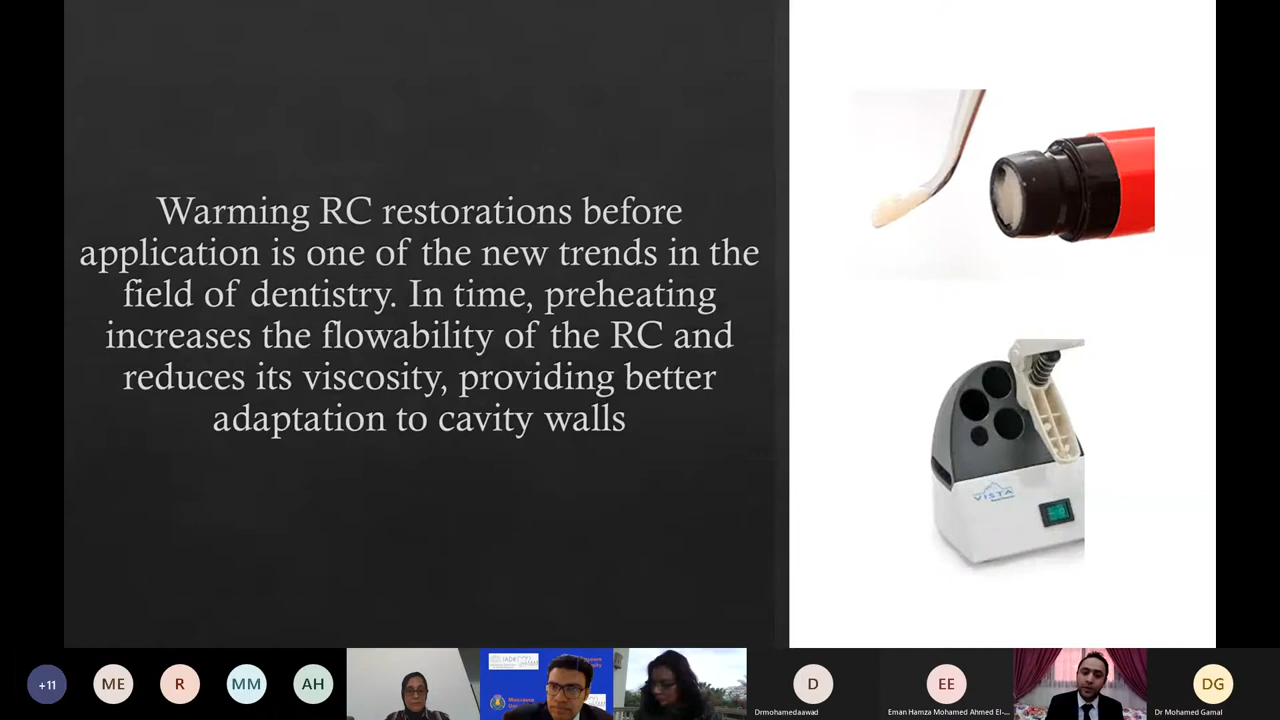 Warming RC restorations before
application is one of the new trends in the
field of dentistry. In time, preheating
increases the flowability of the RC and
reduces its viscosity, providing better
adaptation to cavity walls
VISTA
+11
ME
R
MM
AH
IADR
D
Drmohamedaawad
EE
Eman Hamza Mohamed Ahmed El-...
DG
Dr Mohamed Gamal